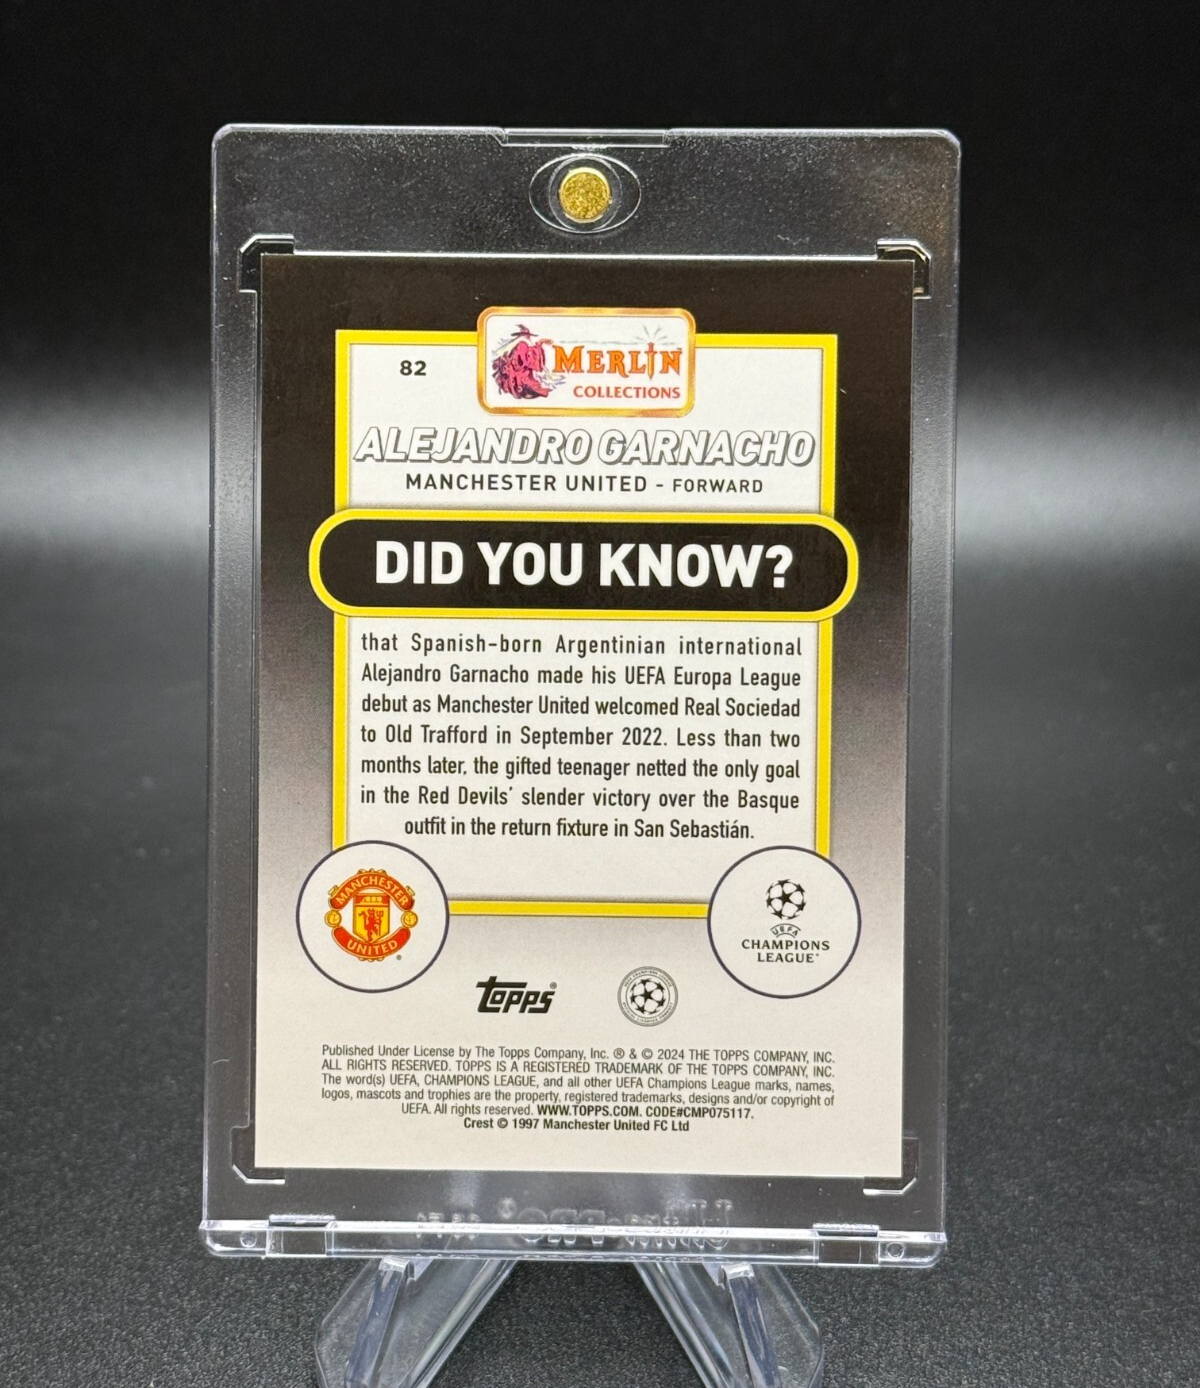 82
MERLIN
COLLECTIONS
ALEJANDRO GARNACHO
MANCHESTER UNITED - FORWARD
DID YOU KNOW?
that Spanish-born Argentinian international
Alejandro Garnacho made his UEFA Europa League
debut as Manchester United welcomed Real Sociedad
to Old Trafford in September 2022. Less than two
months later, the gifted teenager netted the only goal
in the Red Devils' slender victory over the Basque
outfit in the return fixture in San Sebastián.
MANCHESTER
UNITED
UEFA
CHAMPIONS
LEAGUE
topps®
Published Under License by The Topps Company, Inc. ® & © 2024 THE TOPPS COMPANY, INC.
ALL RIGHTS RESERVED. TOPPS IS A REGISTERED TRADEMARK OF THE TOPPS COMPANY, INC.
The word(s) UEFA, CHAMPIONS LEAGUE, and all other UEFA Champions League marks, names,
logos, mascots and trophies are the property, registered trademarks, designs and/or copyright of
UEFA. All rights reserved. WWW.TOPPS.COM. CODE#CMP075117.
Crest © 1997 Manchester United FC Ltd